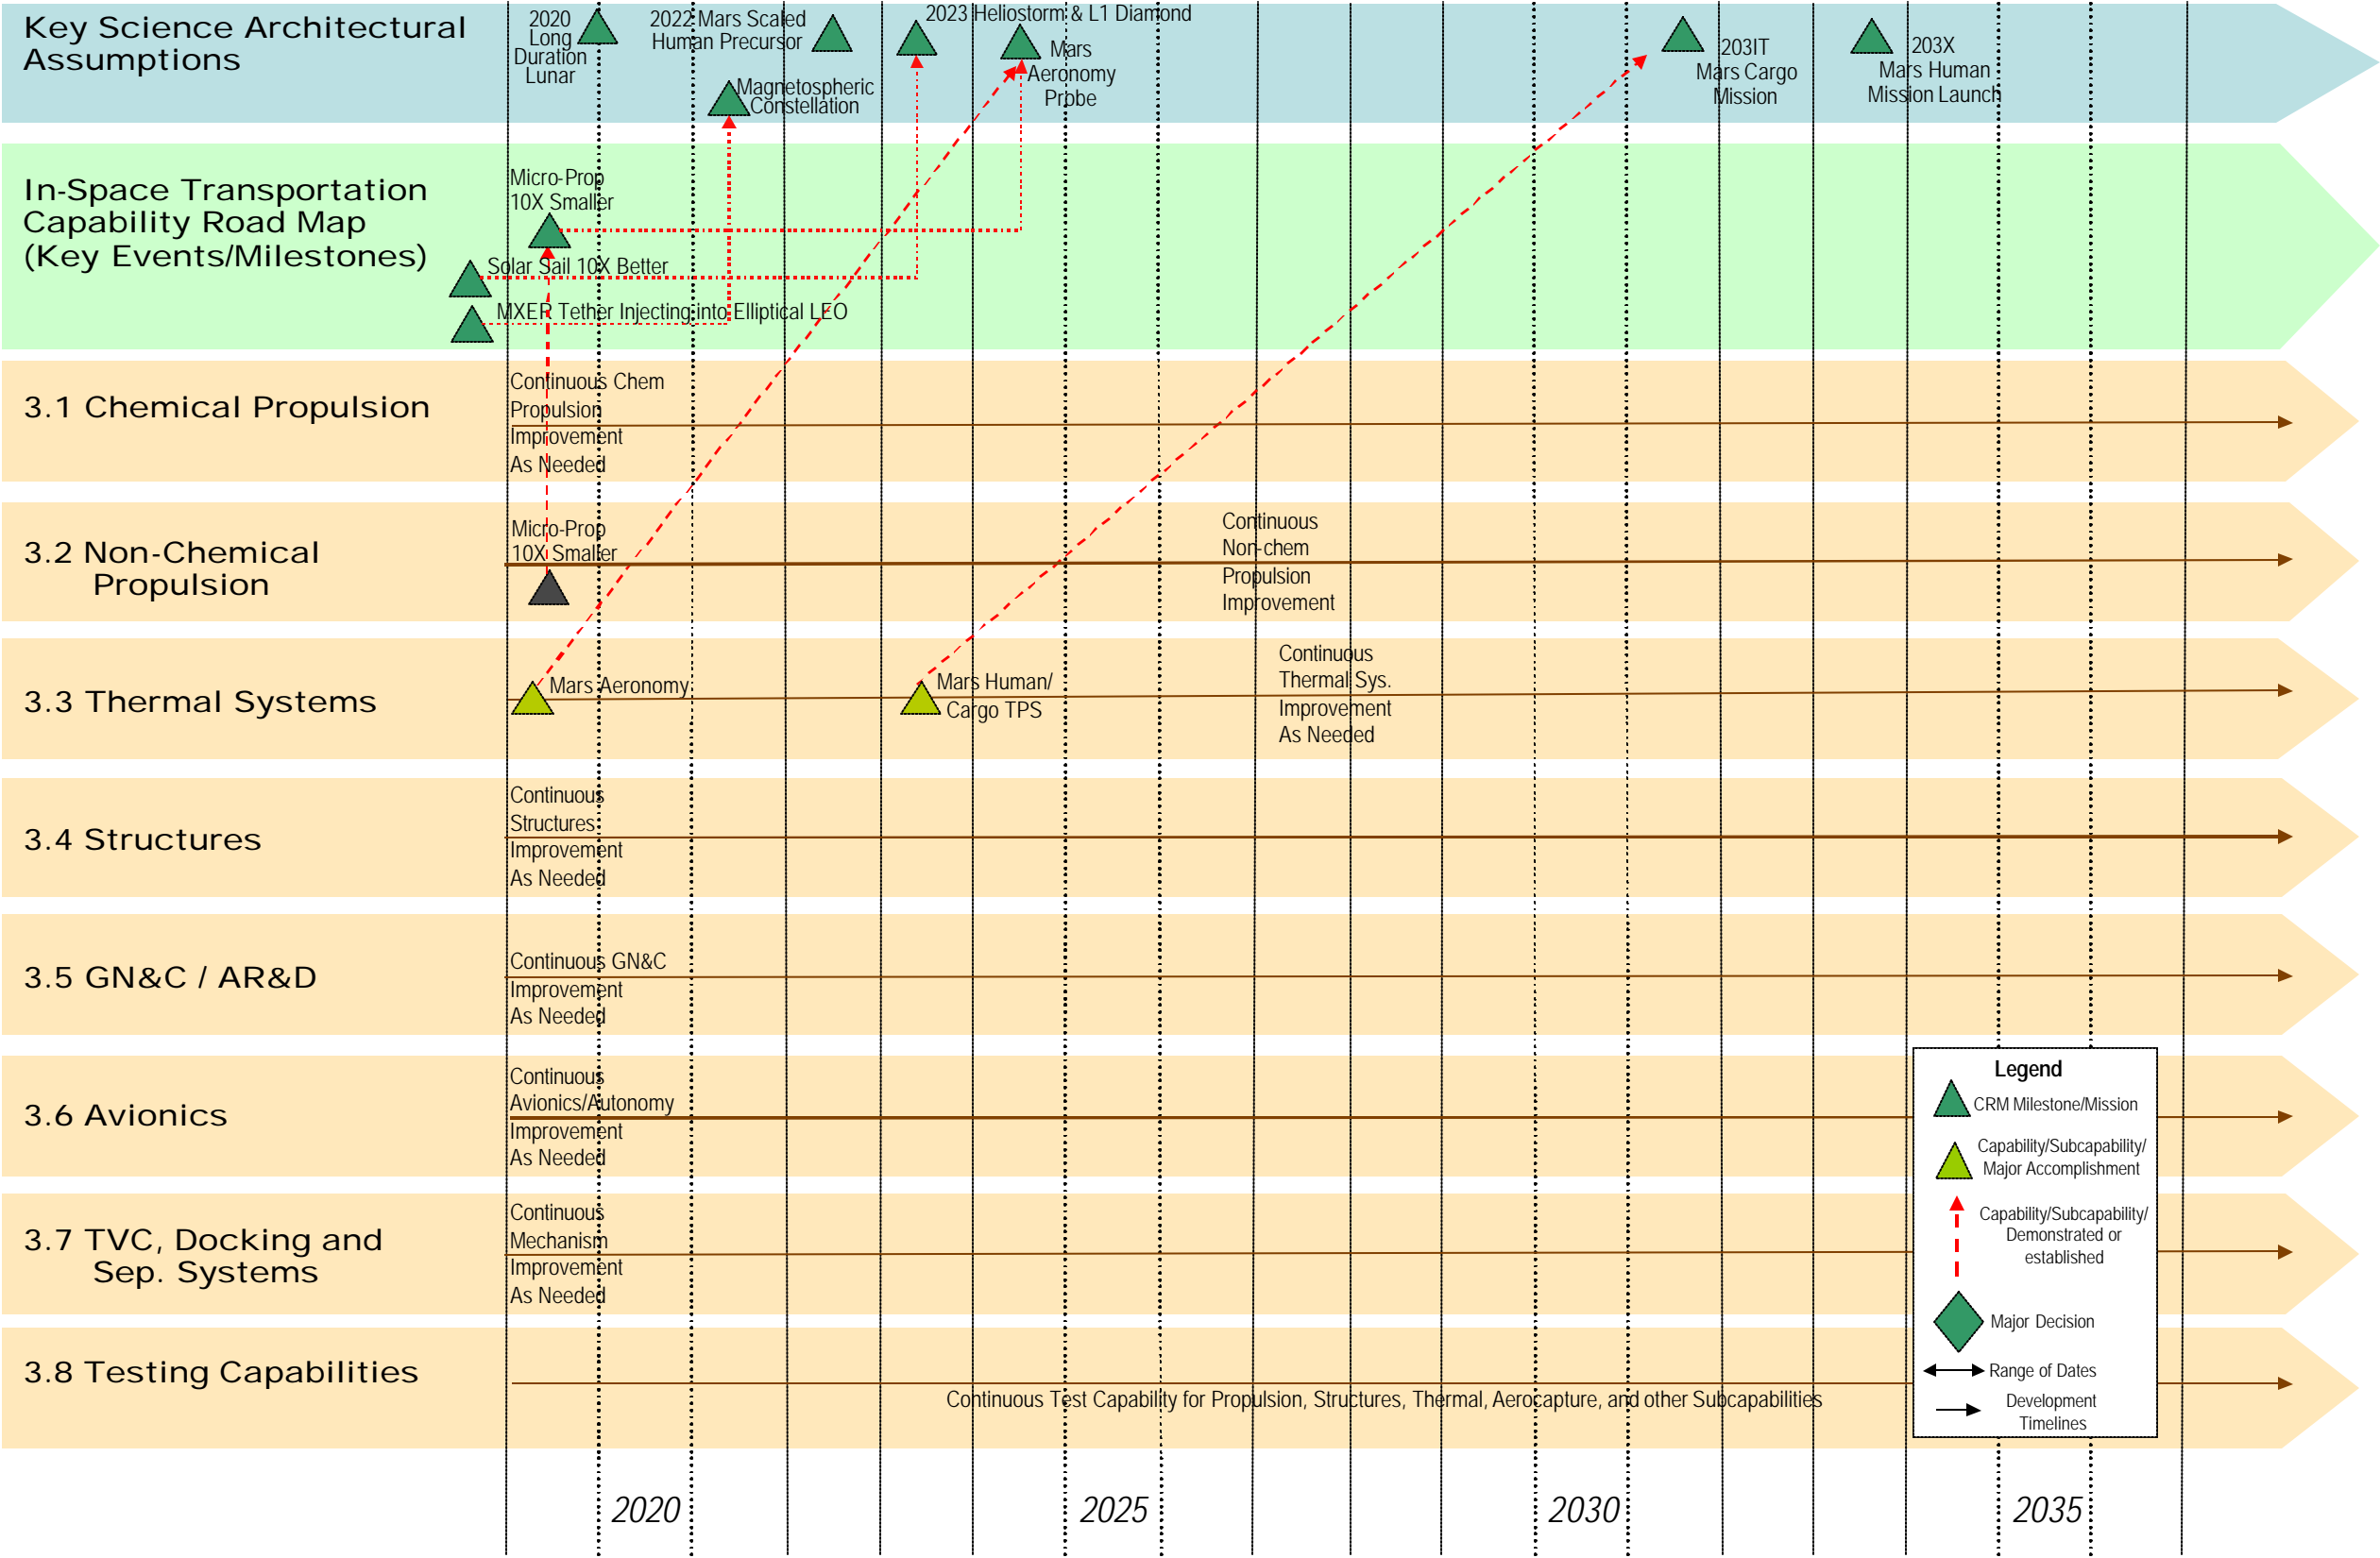 Key Science Architectural
Assumptions
2020
Long
Duration
Lunar
2022 Mars Scaled
Human Precursor
Magnetospheric
Constellation
2023 Heliostorm & L1 Diamond
Mars
Aeronomy
Probe
203IT
Mars Cargo
Mission
203X
Mars Human
Mission Launch
In-Space Transportation
Capability Road Map
(Key Events/Milestones)
Micro-Prop
10X Smaller
Solar Sail 10X Better
MXER Tether Injecting into Elliptical LEO
3.1 Chemical Propulsion
Continuous Chem
Propulsion
Improvement
As Needed
3.2 Non-Chemical
Propulsion
Micro-Prop
10X Smaller
Continuous
Non-chem
Propulsion
Improvement
3.3 Thermal Systems
Mars Aeronomy
Mars Human/
Cargo TPS
Continuous
Thermal Sys.
Improvement
As Needed
3.4 Structures
Continuous
Structures
Improvement
As Needed
3.5 GN&C / AR&D
Continuous GN&C
Improvement
As Needed
3.6 Avionics
Continuous
Avionics/Autonomy
Improvement
As Needed
3.7 TVC, Docking and
Sep. Systems
Continuous
Mechanism
Improvement
As Needed
3.8 Testing Capabilities
Continuous Test Capability for Propulsion, Structures, Thermal, Aerocapture, and other Subcapabilities
Legend
CRM Milestone/Mission
Capability/Subcapability/
Major Accomplishment
Capability/Subcapability/
Demonstrated or
established
Major Decision
Range of Dates
Development
Timelines
2020
2025
2030
2035